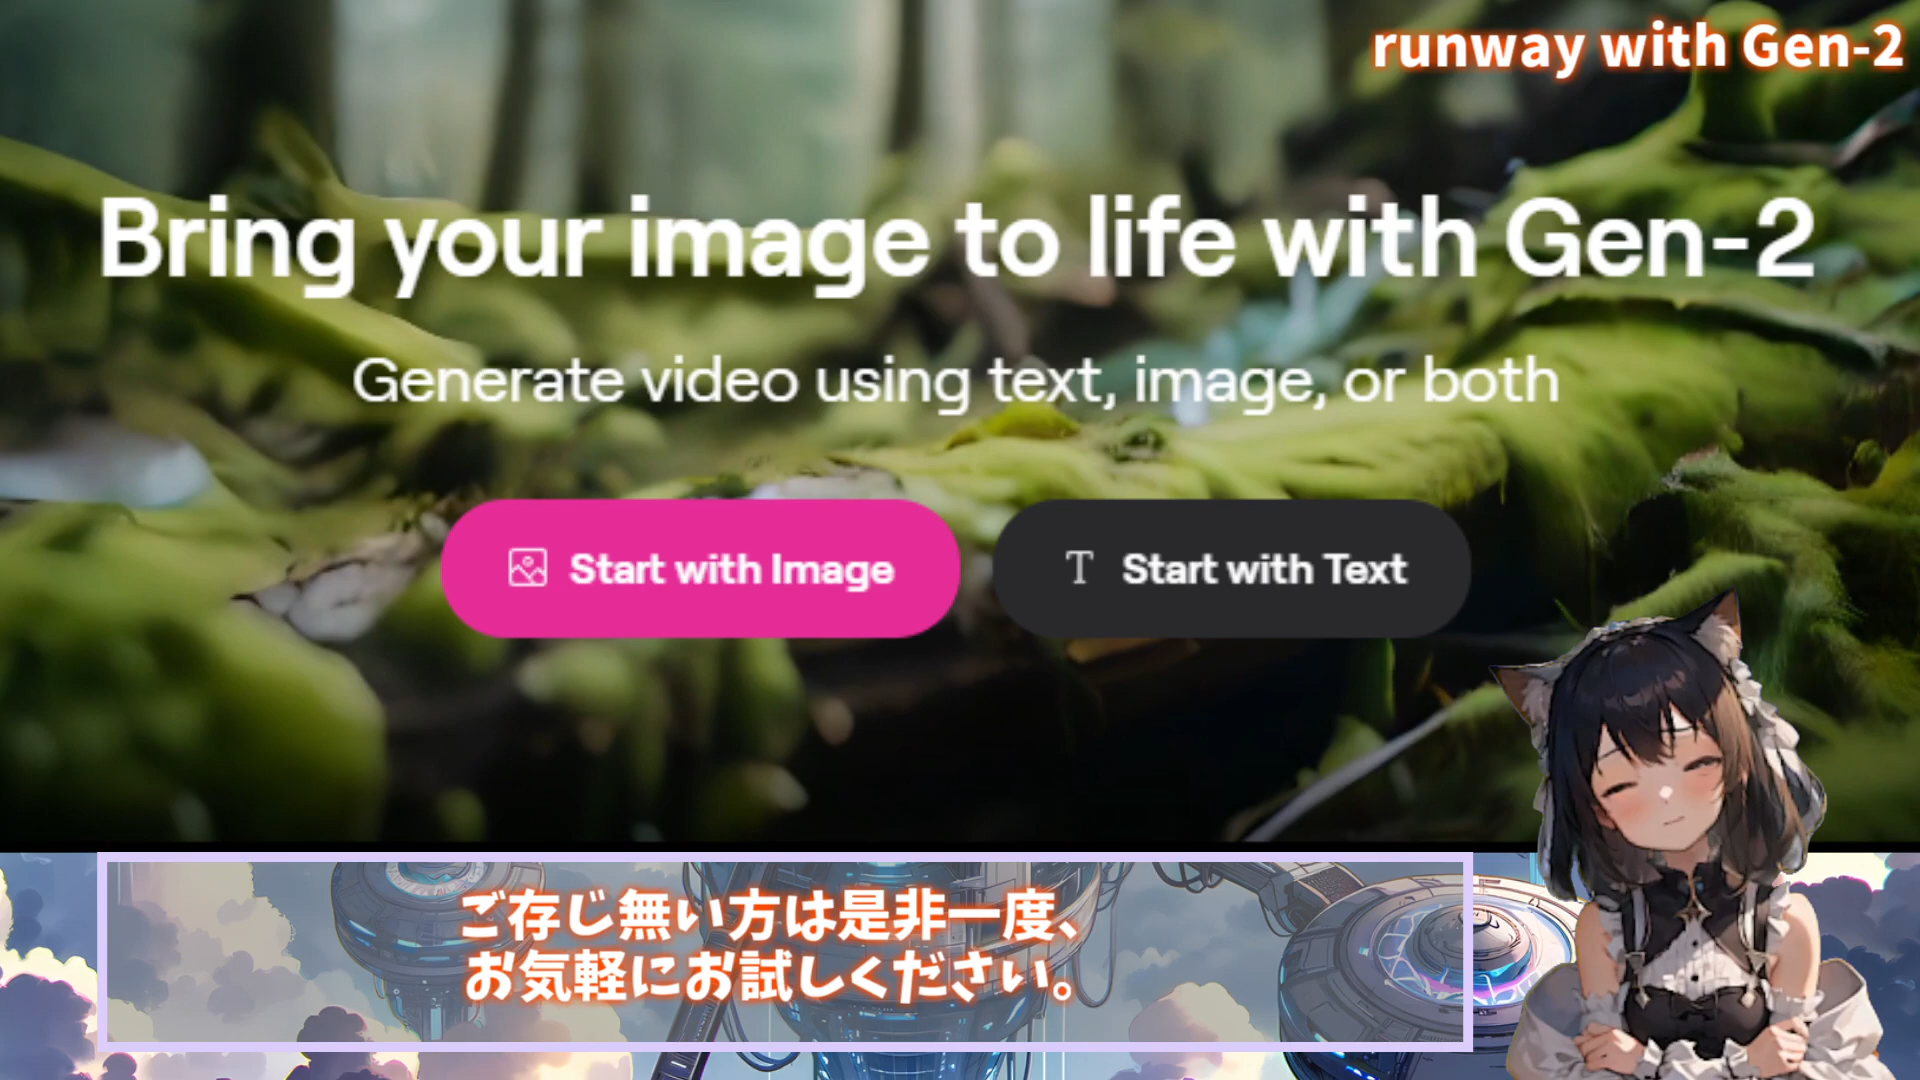 runway with Gen-2
Bring your image to life with Gen-2
Generate video using text, image, or both
Start with Image
T Start with Text
ご存じ無い方は是非一度、
お気軽にお試しください。